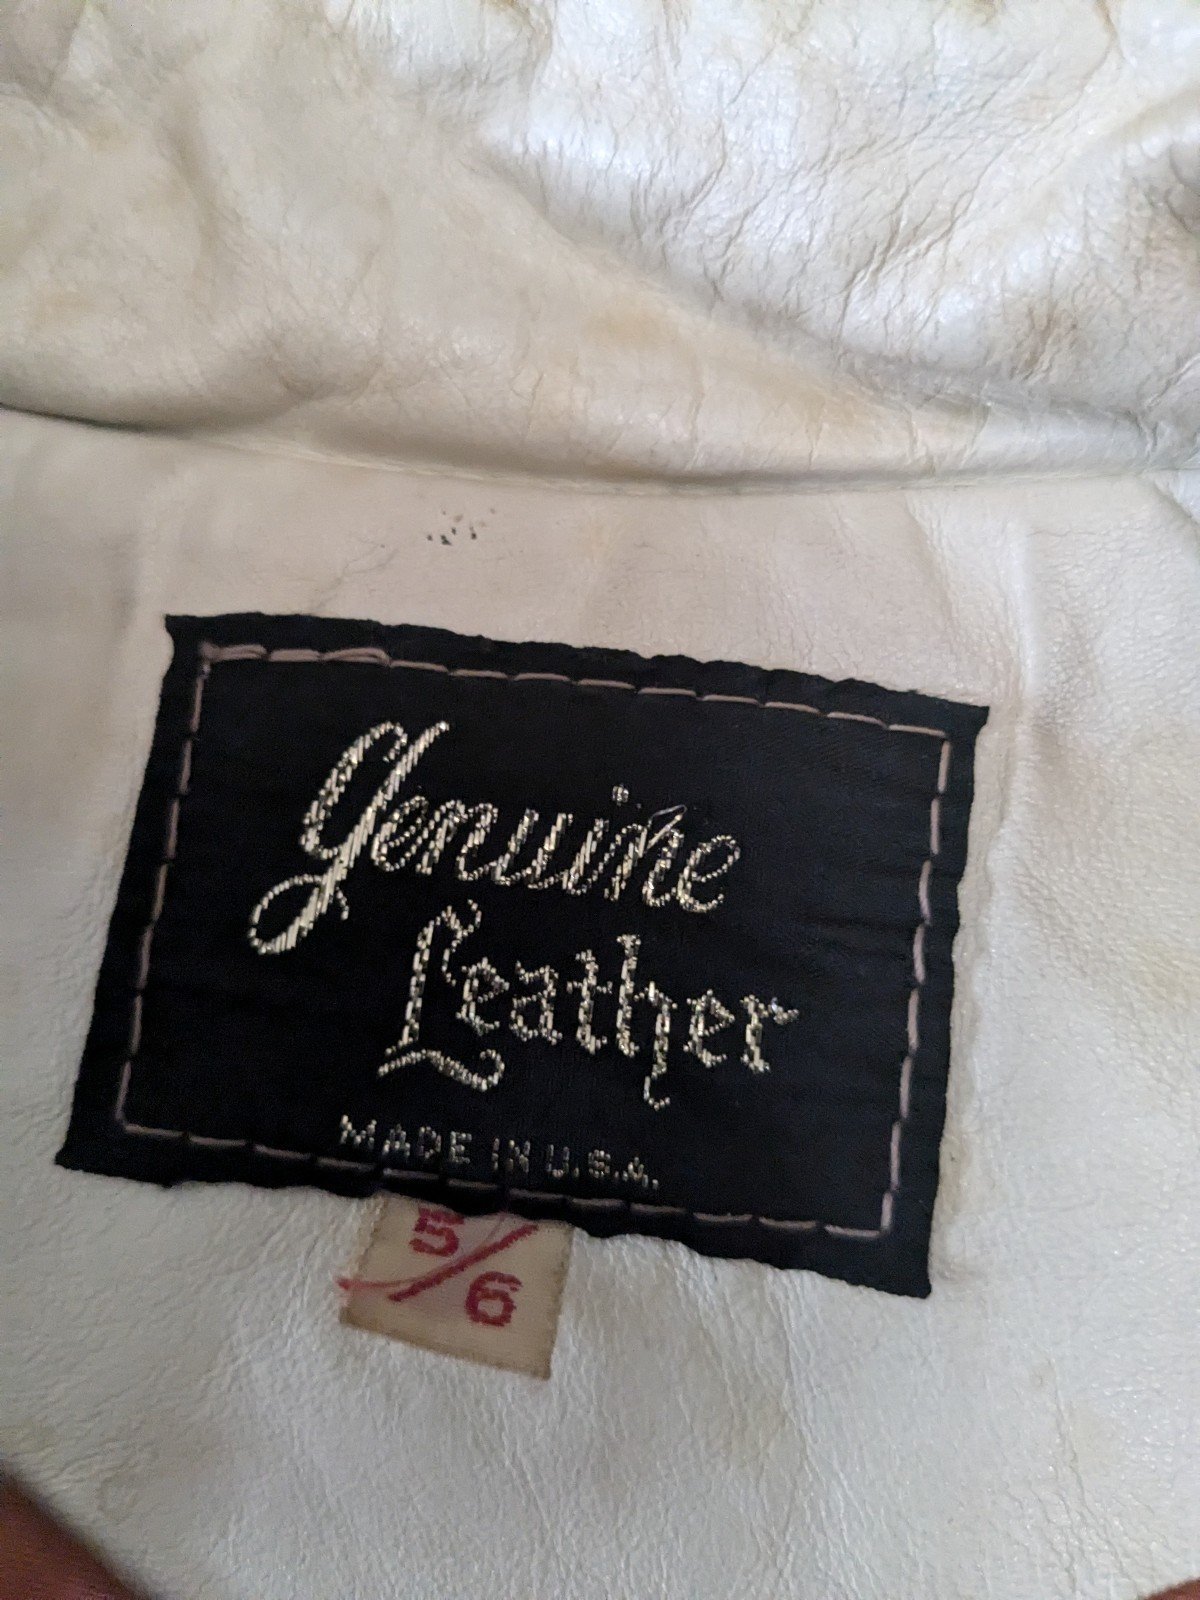 Genuine
Leather
MADE IN U.S.A.
5/6